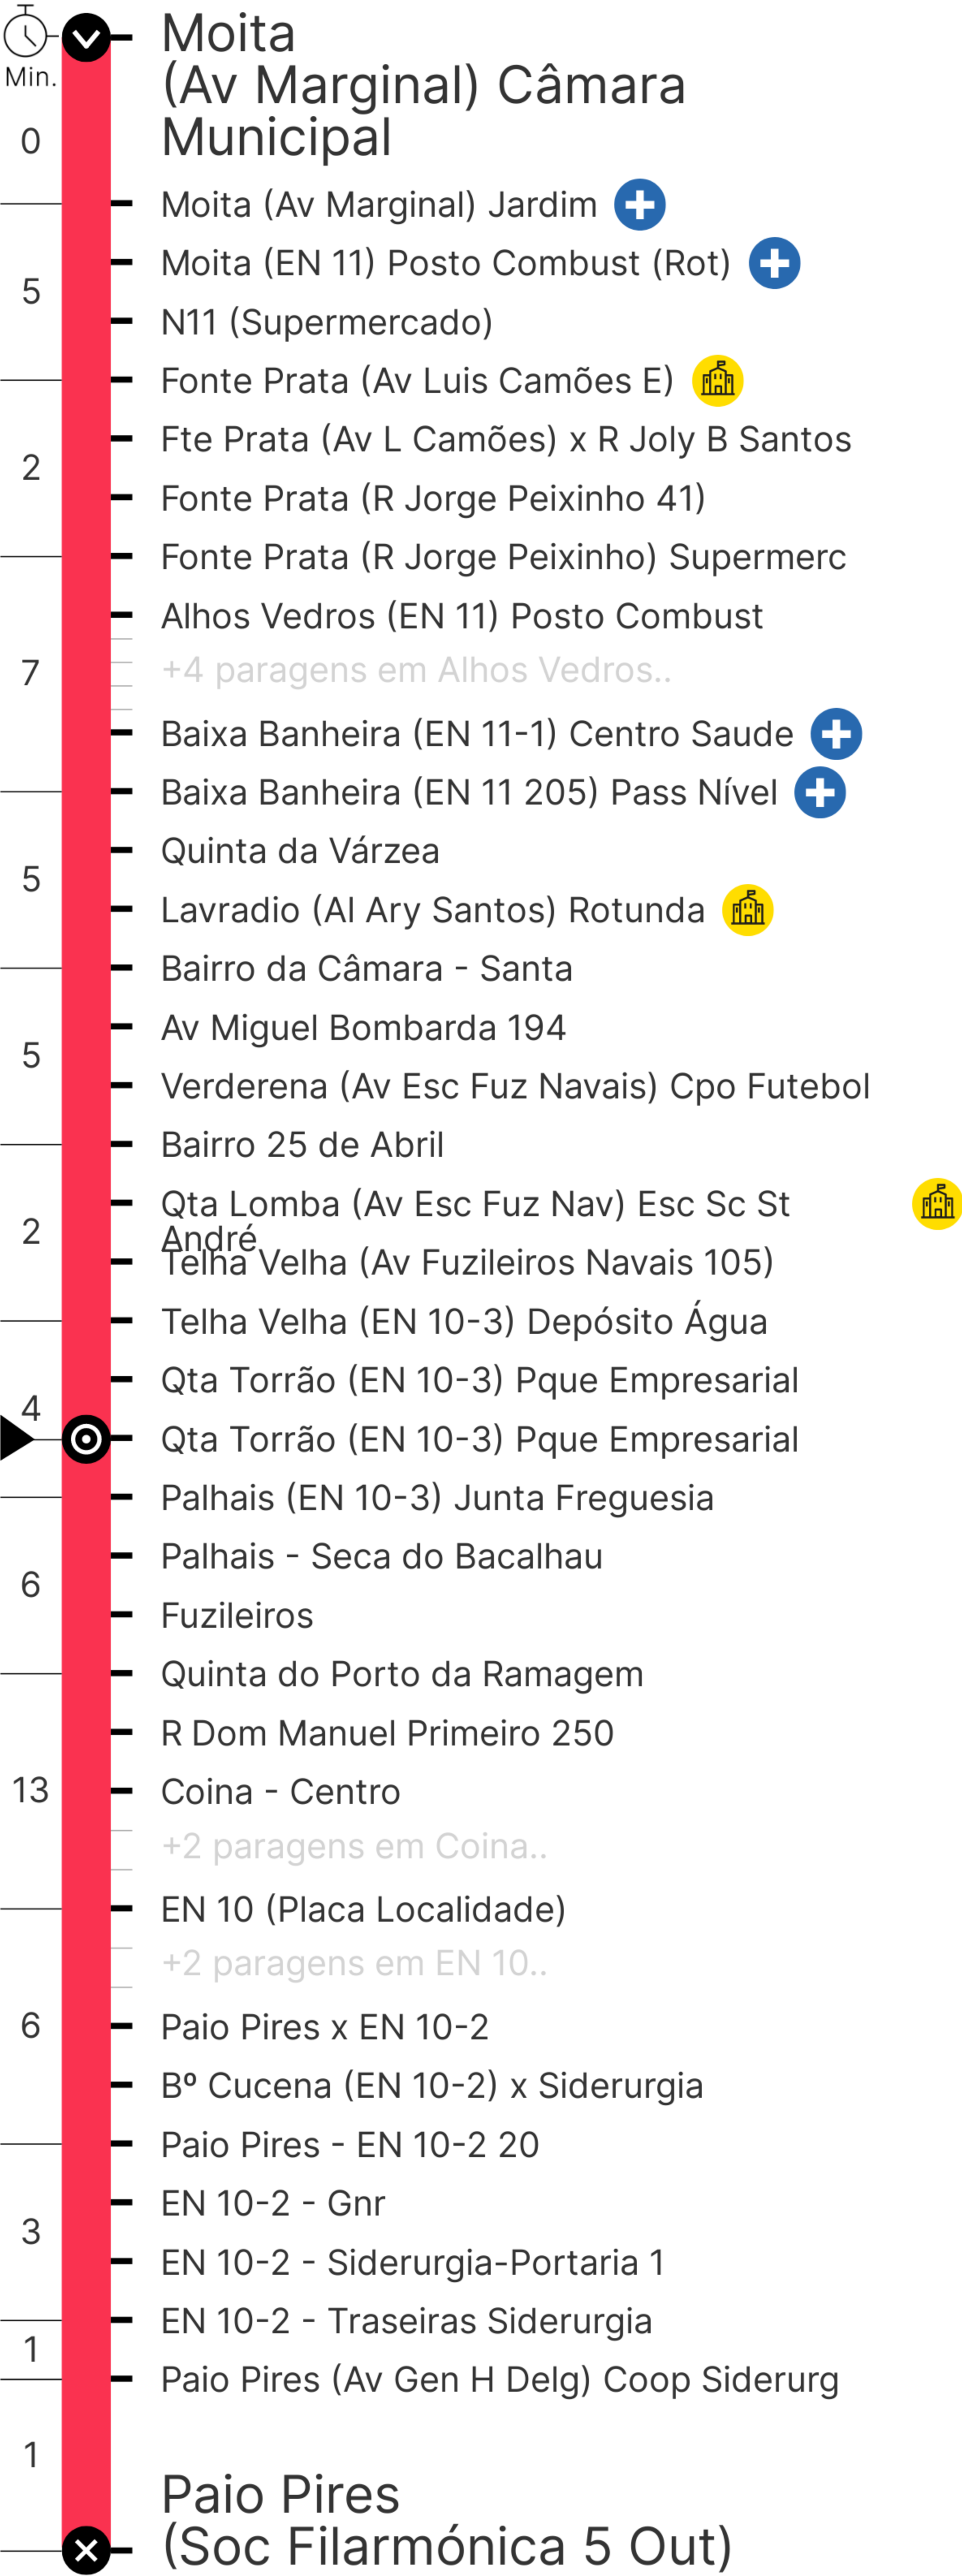 Moita
Min.
(Av Marginal) Câmara
0
Municipal
Moita (Av Marginal) Jardim
Moita (EN 11) Posto Combust (Rot)
5
N11 (Supermercado)
Fonte Prata (Av Luis Camões E)
Fte Prata (Av L Camões) x R Joly B Santos
2
Fonte Prata (R Jorge Peixinho 41)
Fonte Prata (R Jorge Peixinho) Supermerc
Alhos Vedros (EN 11) Posto Combust
7
+4 paragens em Alhos Vedros..
Baixa Banheira (EN 11-1) Centro Saude
Baixa Banheira (EN 11 205) Pass Nível
Quinta da Várzea
5
Lavradio (Al Ary Santos) Rotunda
Bairro da Câmara - Santa
Av Miguel Bombarda 194
5
Verderena (Av Esc Fuz Navais) Cpo Futebol
Bairro 25 de Abril
Qta Lomba (Av Esc Fuz Nav) Esc Sc St
André
2
Telha Velha (Av Fuzileiros Navais 105)
Telha Velha (EN 10-3) Depósito Água
Qta Torrão (EN 10-3) Pque Empresarial
4
Qta Torrão (EN 10-3) Pque Empresarial
Palhais (EN 10-3) Junta Freguesia
Palhais - Seca do Bacalhau
6
Fuzileiros
Quinta do Porto da Ramagem
R Dom Manuel Primeiro 250
13
Coina - Centro
+2 paragens em Coina..
EN 10 (Placa Localidade)
+2 paragens em EN 10..
6
Paio Pires x EN 10-2
Bº Cucena (EN 10-2) x Siderurgia
Paio Pires - EN 10-2 20
EN 10-2 - Gnr
3
EN 10-2 - Siderurgia-Portaria 1
EN 10-2 - Traseiras Siderurgia
1
Paio Pires (Av Gen H Delg) Coop Siderurg
1
Paio Pires
(Soc Filarmónica 5 Out)